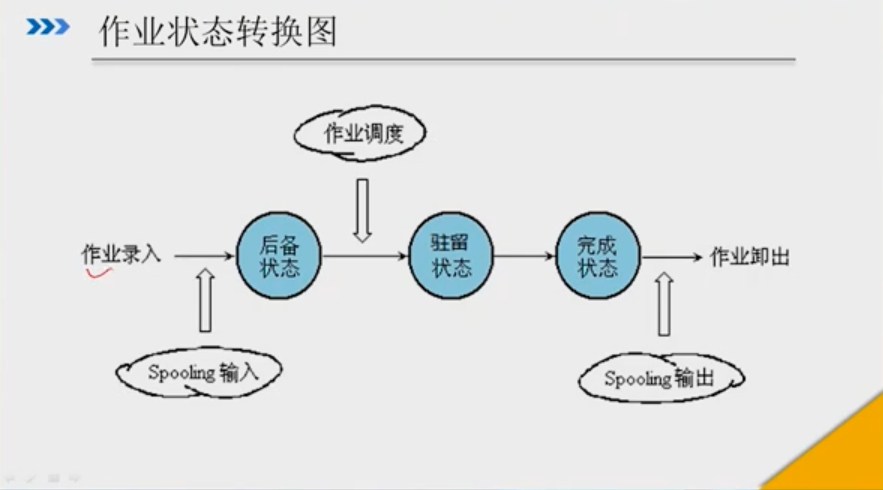 作业状态转换图
作业调度
作业录入
后备
状态
驻留
状态
完成
状态
作业卸出
Spooling 输入
Spooling 输出